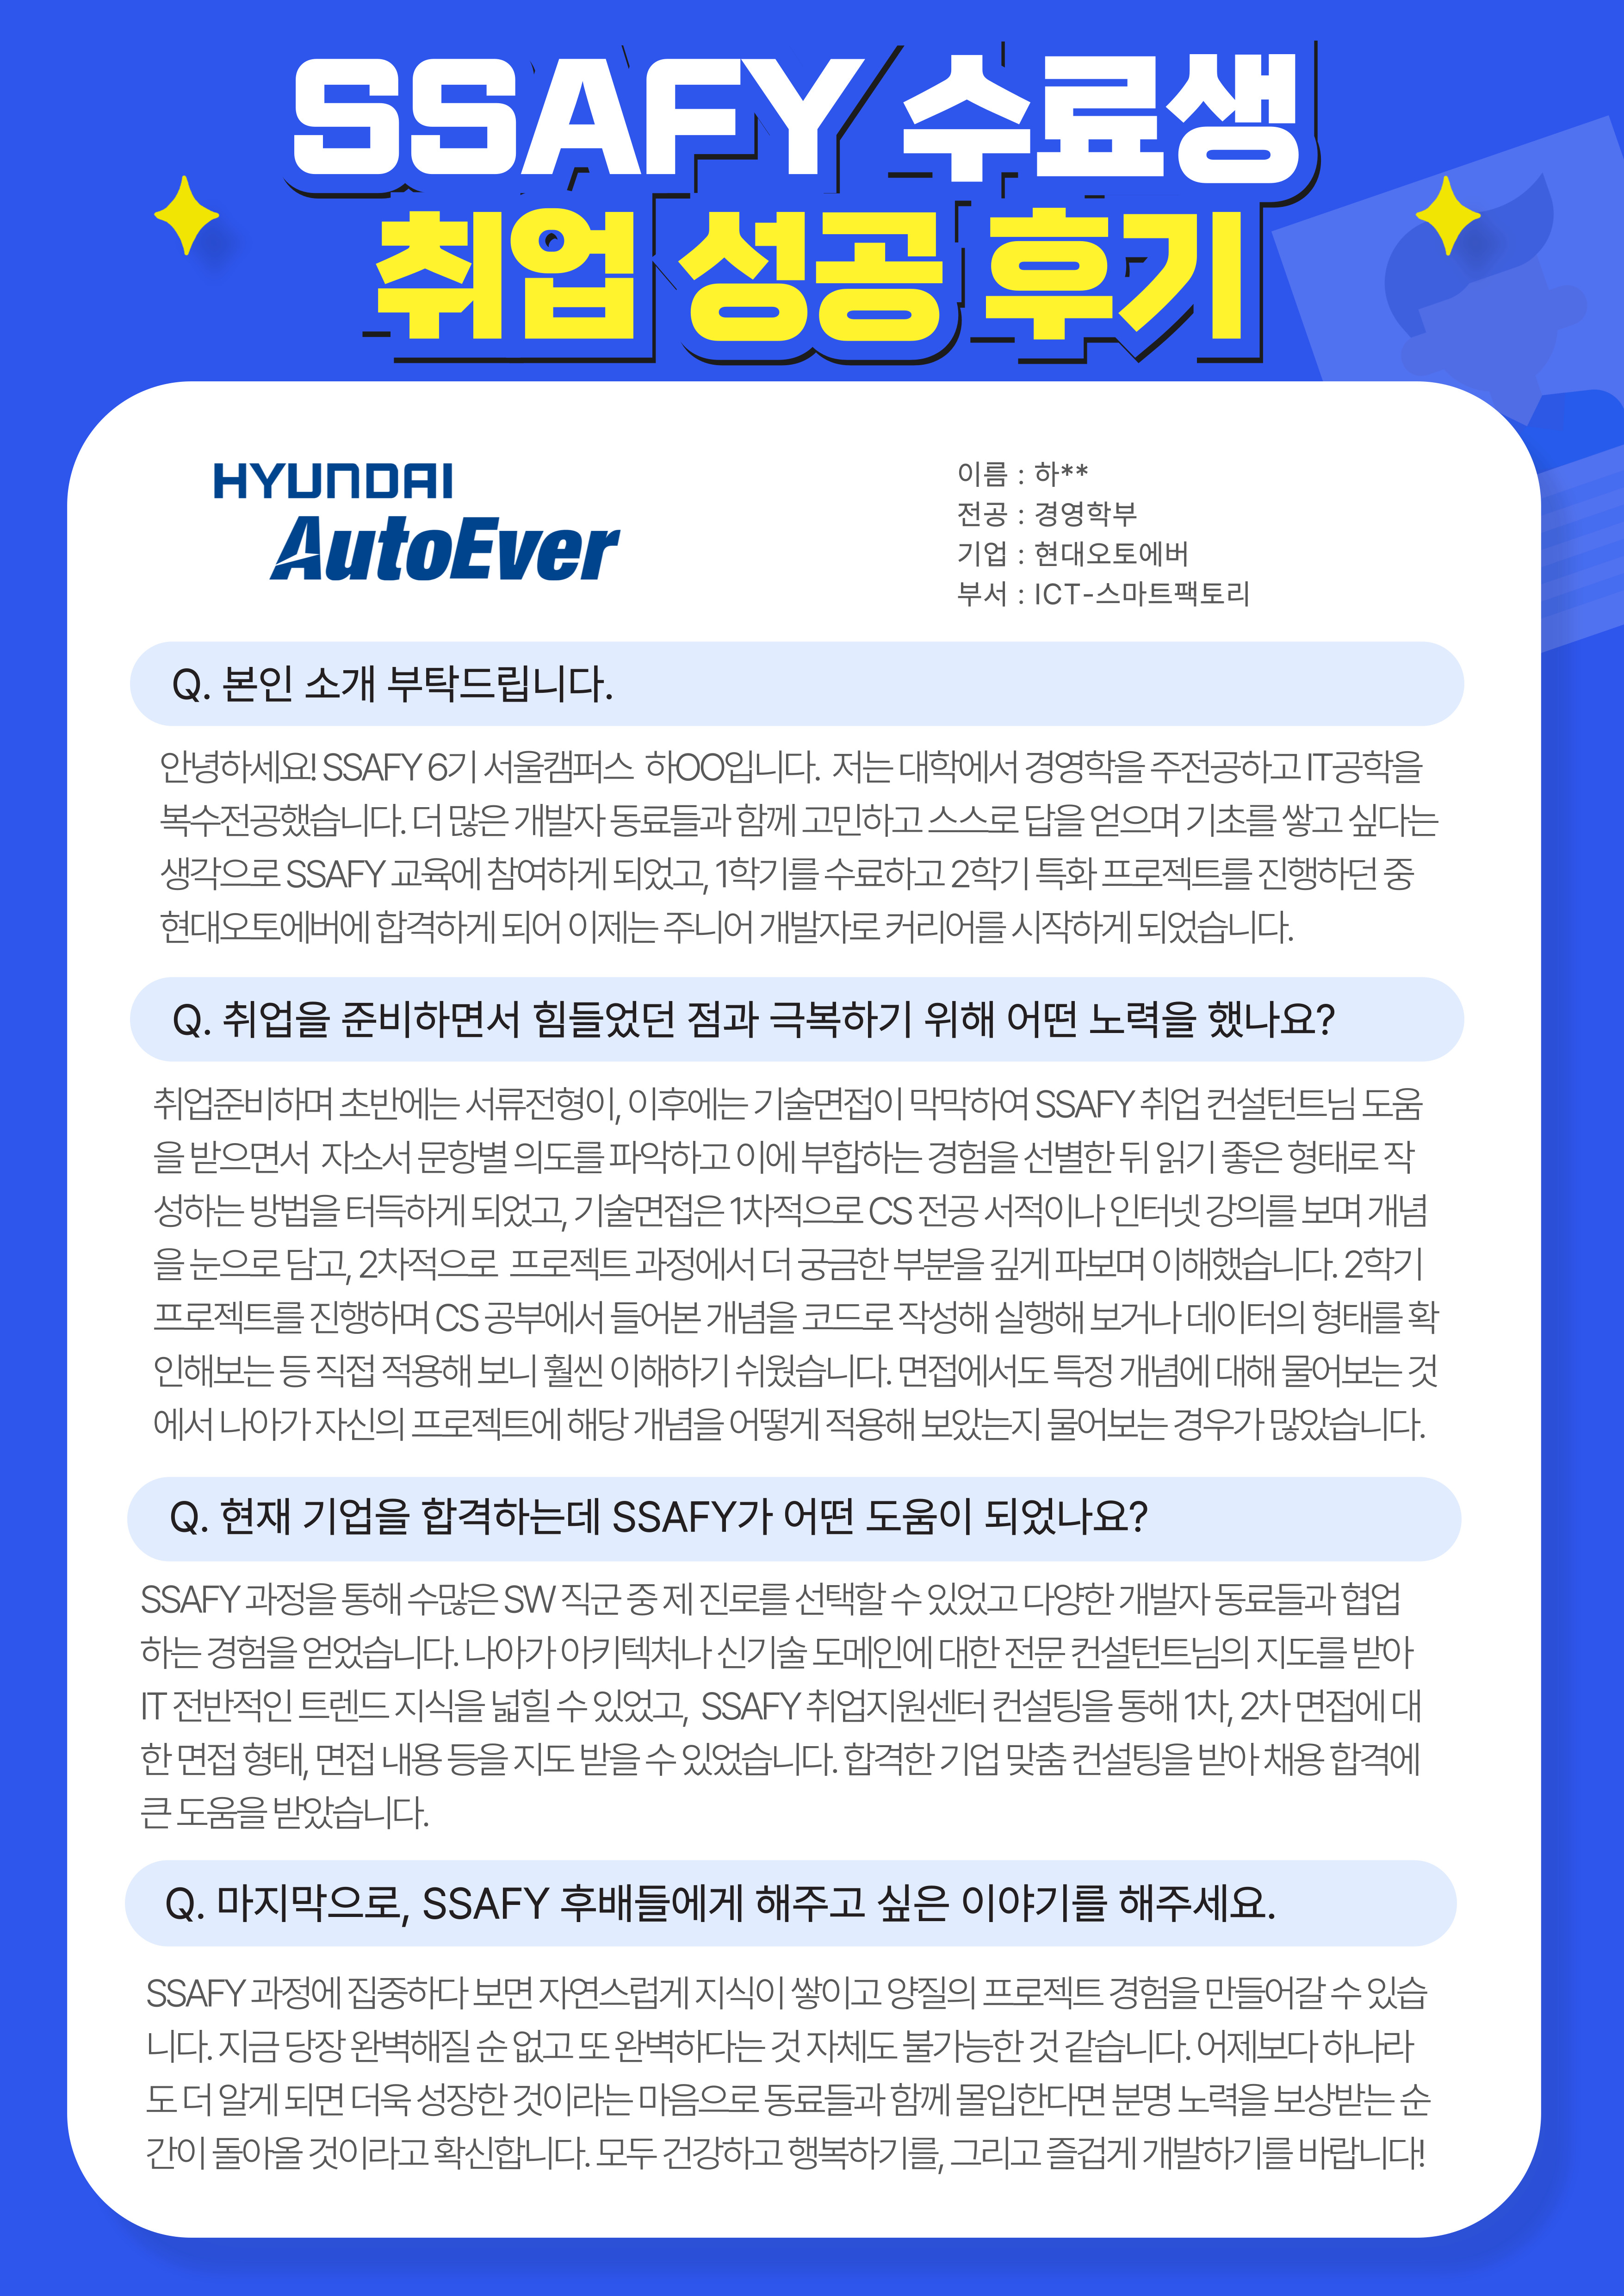 SSAFY 수료생
취업 성공 후기
HYUNDAI
AutoEver
이름 : 하**
전공 : 경영학부
기업 : 현대오토에버
부서 : ICT-스마트팩토리
Q. 본인 소개 부탁드립니다.
안녕하세요! SSAFY 6기 서울캠퍼스 하OO입니다. 저는 대학에서 경영학을 주전공하고 IT공학을
복수전공했습니다. 더 많은 개발자 동료들과 함께 고민하고 스스로 답을 얻으며 기초를 쌓고 싶다는
생각으로 SSAFY 교육에 참여하게 되었고, 1학기를 수료하고 2학기 특화 프로젝트를 진행하던 중
현대오토에버에 합격하게 되어 이제는 주니어 개발자로 커리어를 시작하게 되었습니다.
Q. 취업을 준비하면서 힘들었던 점과 극복하기 위해 어떤 노력을 했나요?
취업준비하며 초반에는 서류전형이, 이후에는 기술면접이 막막하여 SSAFY 취업 컨설턴트님 도움
을 받으면서 자소서 문항별 의도를 파악하고 이에 부합하는 경험을 선별한 뒤 읽기 좋은 형태로 작
성하는 방법을 터득하게 되었고, 기술면접은 1차적으로 CS 전공 서적이나 인터넷 강의를 보며 개념
을 눈으로 담고, 2차적으로 프로젝트 과정에서 더 궁금한 부분을 깊게 파보며 이해했습니다. 2학기
프로젝트를 진행하며 CS 공부에서 들어본 개념을 코드로 작성해 실행해 보거나 데이터의 형태를 확
인해보는 등 직접 적용해 보니 훨씬 이해하기 쉬웠습니다. 면접에서도 특정 개념에 대해 물어보는 것
에서 나아가 자신의 프로젝트에 해당 개념을 어떻게 적용해 보았는지 물어보는 경우가 많았습니다.
Q. 현재 기업을 합격하는데 SSAFY가 어떤 도움이 되었나요?
SSAFY 과정을 통해 수많은 SW 직군 중 제 진로를 선택할 수 있었고 다양한 개발자 동료들과 협업
하는 경험을 얻었습니다. 나아가 아키텍처나 신기술 도메인에 대한 전문 컨설턴트님의 지도를 받아
IT 전반적인 트렌드 지식을 넓힐 수 있었고, SSAFY 취업지원센터 컨설팅을 통해 1차, 2차 면접에 대
한 면접 형태, 면접 내용 등을 지도 받을 수 있었습니다. 합격한 기업 맞춤 컨설팅을 받아 채용 합격에
큰 도움을 받았습니다.
Q. 마지막으로, SSAFY 후배들에게 해주고 싶은 이야기를 해주세요.
SSAFY 과정에 집중하다 보면 자연스럽게 지식이 쌓이고 양질의 프로젝트 경험을 만들어갈 수 있습
니다. 지금 당장 완벽해질 순 없고 또 완벽하다는 것 자체도 불가능한 것 같습니다. 어제보다 하나라
도 더 알게 되면 더욱 성장한 것이라는 마음으로 동료들과 함께 몰입한다면 분명 노력을 보상받는 순
간이 돌아올 것이라고 확신합니다. 모두 건강하고 행복하기를, 그리고 즐겁게 개발하기를 바랍니다!